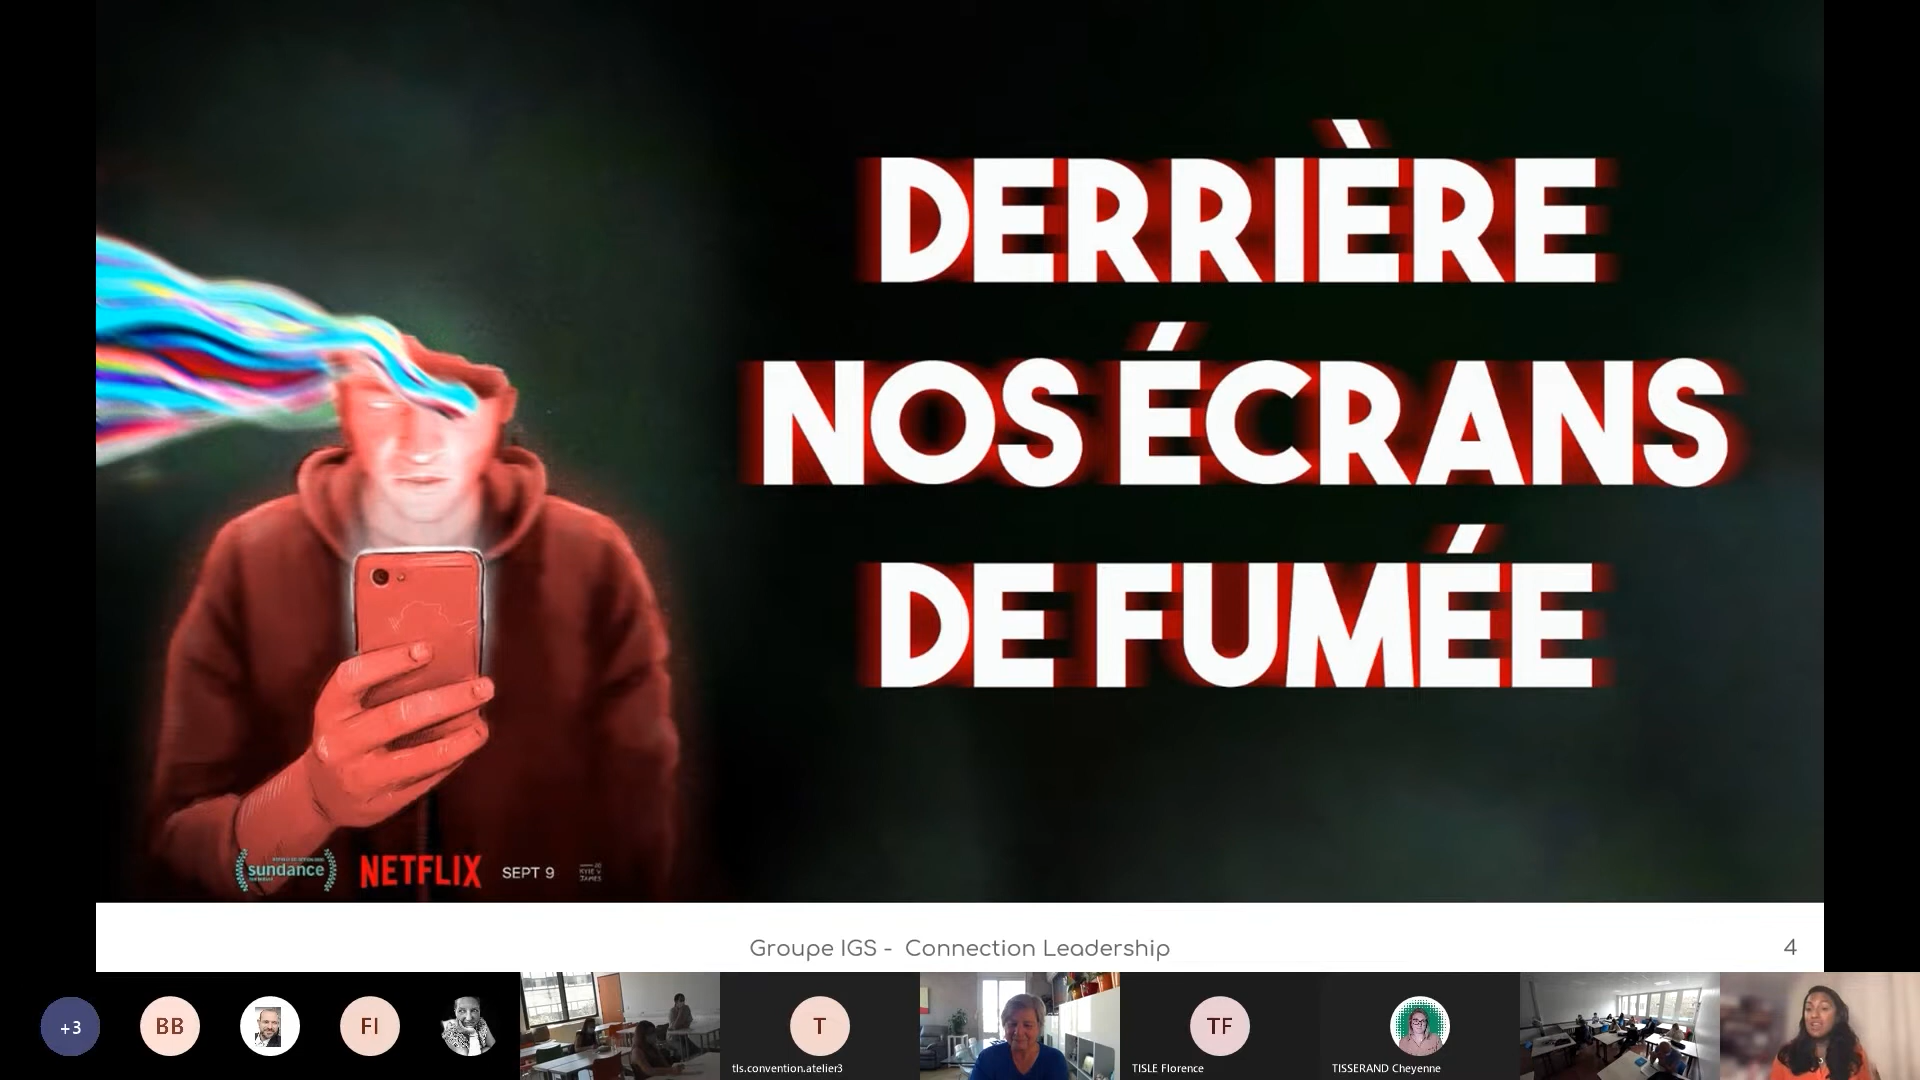 DERRIÈRE
NOS ÉCRANS
DE FUMÉE
sundance
NETFLIX
SEPT 9
Groupe IGS - Connection Leadership
4
+3
BB
FI
T
tls.convention.atelier3
TF
TISLE Florence
TISSERAND Cheyenne